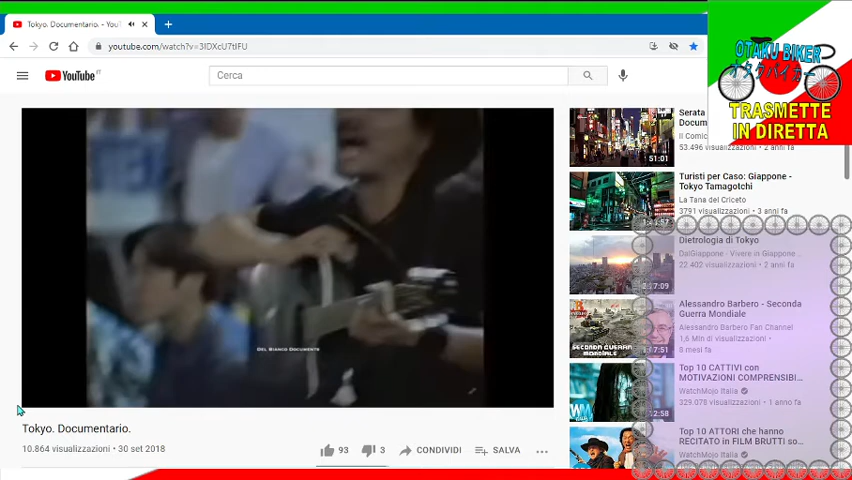 Tokyo. Documentario. - YouT
youtube.com/watch?v=3IDXcU7tIFU
YouTube IT
Cerca
OTAKU BIKER
オタクバイカー
TRASMETTE
IN DIRETTA
DEL BIANCO DOCUMENTS
Tokyo. Documentario.
10.864 visualizzazioni • 30 set 2018
93
3
CONDIVIDI
SALVA
Serata
Docum
Il Comic
53.496 visualizzazioni • 2 anni fa
51:01
Turisti per Caso: Giappone -
Tokyo Tamagotchi
La Tana del Criceto
3791 visualizzazioni • 3 anni fa
Dietrologia di Tokyo
DalGiappone - Vivere in Giappone ...
22.402 visualizzazioni • 2 anni fa
Alessandro Barbero - Seconda
Guerra Mondiale
Alessandro Barbero Fan Channel
1,6 Mln di visualizzazioni •
8 mesi fa
SECONDA GUERRA
MONDIALE
Top 10 CATTIVI con
MOTIVAZIONI COMPRENSIBI...
WatchMojo Italia
329.078 visualizzazioni • 1 anno fa
12:58
Top 10 ATTORI che hanno
RECITATO in FILM BRUTTI so...
WatchMojo Italia